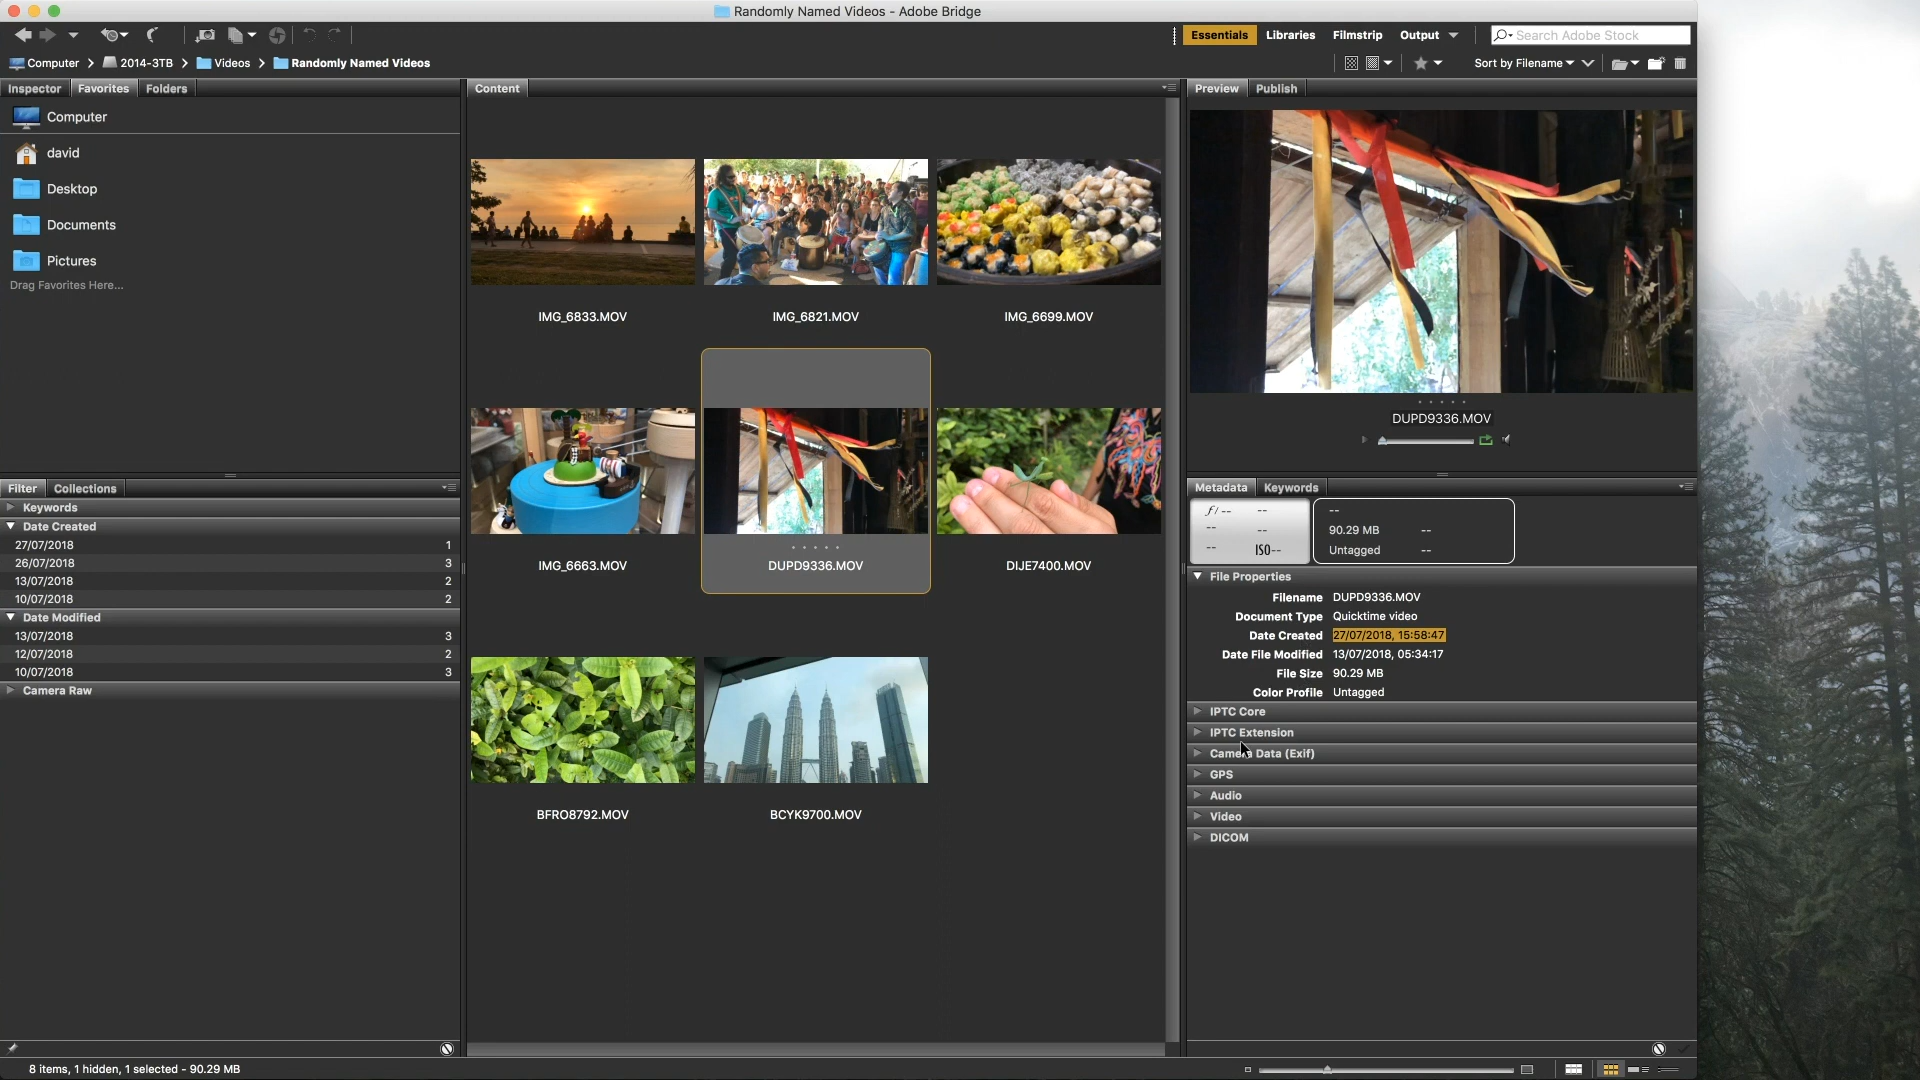 Randomly Named Videos - Adobe Bridge
Essentials Libraries Filmstrip Output Search Adobe Stock
Computer 2014-3TB Videos Randomly Named Videos Sort by Filename
Inspector Favorites Folders
Computer
david
Desktop
Documents
Pictures
Drag Favorites Here...
Filter Collections
Keywords
Date Created
27/07/2018 1
26/07/2018 3
13/07/2018 2
10/07/2018 2
Date Modified
13/07/2018 3
12/07/2018 2
10/07/2018 3
Camera Raw
8 items, 1 hidden, 1 selected - 90.29 MB
Content
IMG_6833.MOV IMG_6821.MOV IMG_6699.MOV
IMG_6663.MOV DUPD9336.MOV DIJE7400.MOV
BFRO8792.MOV BCYK9700.MOV
Preview Publish
DUPD9336.MOV
Metadata Keywords
f/-- -- --
-- -- 90.29 MB --
-- ISO-- Untagged --
File Properties
Filename DUPD9336.MOV
Document Type Quicktime video
Date Created 27/07/2018, 15:58:47
Date File Modified 13/07/2018, 05:34:17
File Size 90.29 MB
Color Profile Untagged
IPTC Core
IPTC Extension
Camera Data (Exif)
GPS
Audio
Video
DICOM